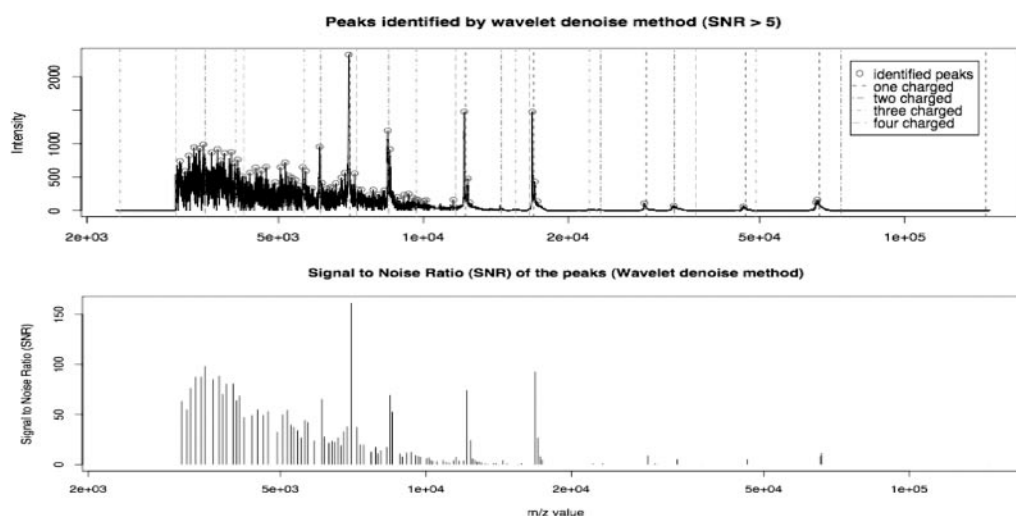 Peaks identified by wavelet denoise method (SNR > 5)
Intensity
2000
1000
500
0
identified peaks
one charged
two charged
three charged
four charged
2e+03
5e+03
1e+04
2e+04
5e+04
1e+05
Signal to Noise Ratio (SNR) of the peaks (Wavelet denoise method)
Signal to Noise Ratio (SNR)
150
100
50
0
2e+03
5e+03
1e+04
2e+04
5e+04
1e+05
m/z value